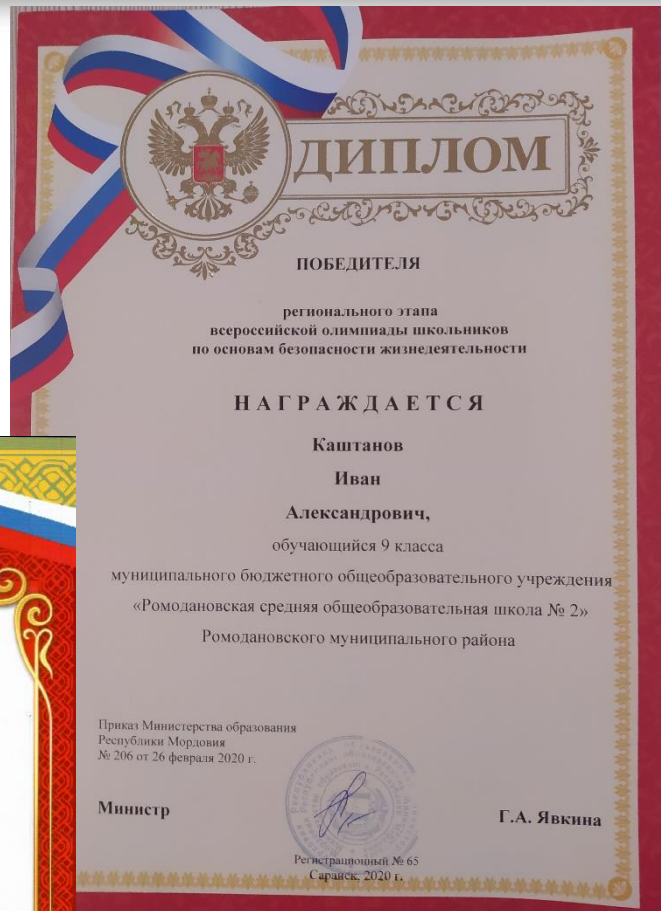 ДИПЛОМ
ПОБЕДИТЕЛЯ
регионального этапа
всероссийской олимпиады школьников
по основам безопасности жизнедеятельности
НАГРАЖДАЕТСЯ
Каштанов
Иван
Александрович,
обучающийся 9 класса
муниципального бюджетного общеобразовательного учреждения
«Ромодановская средняя общеобразовательная школа № 2»
Ромодановского муниципального района
Приказ Министерства образования
Республики Мордовия
№ 206 от 26 февраля 2020 г.
Министр
Г.А. Явкина
Регистрационный № 65
Саранск, 2020 г.